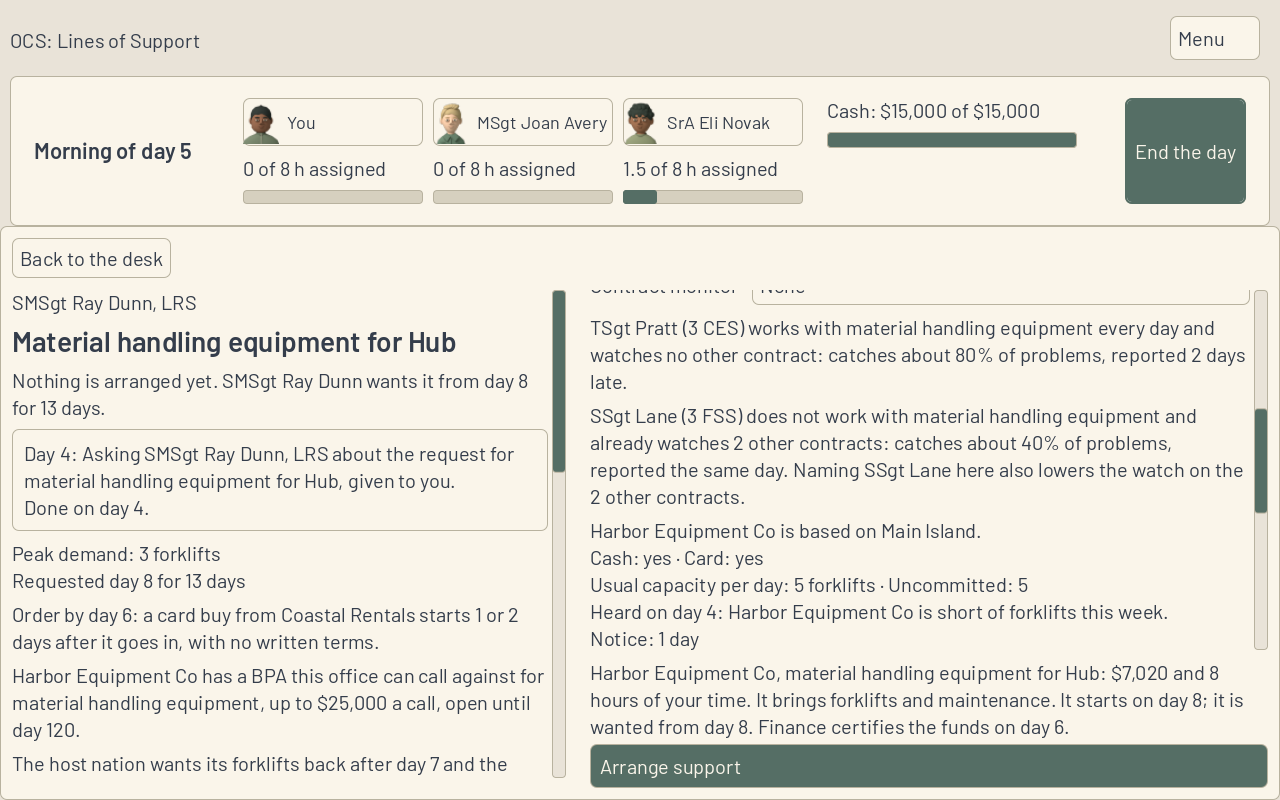 OCS: Lines of Support
Menu
Morning of day 5
You
0 of 8 h assigned
MSgt Joan Avery
0 of 8 h assigned
SrA Eli Novak
1.5 of 8 h assigned
Cash: $15,000 of $15,000
End the day
Back to the desk
SMSgt Ray Dunn, LRS
Material handling equipment for Hub
Nothing is arranged yet. SMSgt Ray Dunn wants it from day 8
for 13 days.
Day 4: Asking SMSgt Ray Dunn, LRS about the request for
material handling equipment for Hub, given to you.
Done on day 4.
Peak demand: 3 forklifts
Requested day 8 for 13 days
Order by day 6: a card buy from Coastal Rentals starts 1 or 2
days after it goes in, with no written terms.
Harbor Equipment Co has a BPA this office can call against for
material handling equipment, up to $25,000 a call, open until
day 120.
The host nation wants its forklifts back after day 7 and the
Contract monitor
None
TSgt Pratt (3 CES) works with material handling equipment every day and
watches no other contract: catches about 80% of problems, reported 2 days
late.
SSgt Lane (3 FSS) does not work with material handling equipment and
already watches 2 other contracts: catches about 40% of problems,
reported the same day. Naming SSgt Lane here also lowers the watch on the
2 other contracts.
Harbor Equipment Co is based on Main Island.
Cash: yes · Card: yes
Usual capacity per day: 5 forklifts · Uncommitted: 5
Heard on day 4: Harbor Equipment Co is short of forklifts this week.
Notice: 1 day
Harbor Equipment Co, material handling equipment for Hub: $7,020 and 8
hours of your time. It brings forklifts and maintenance. It starts on day 8; it is
wanted from day 8. Finance certifies the funds on day 6.
Arrange support